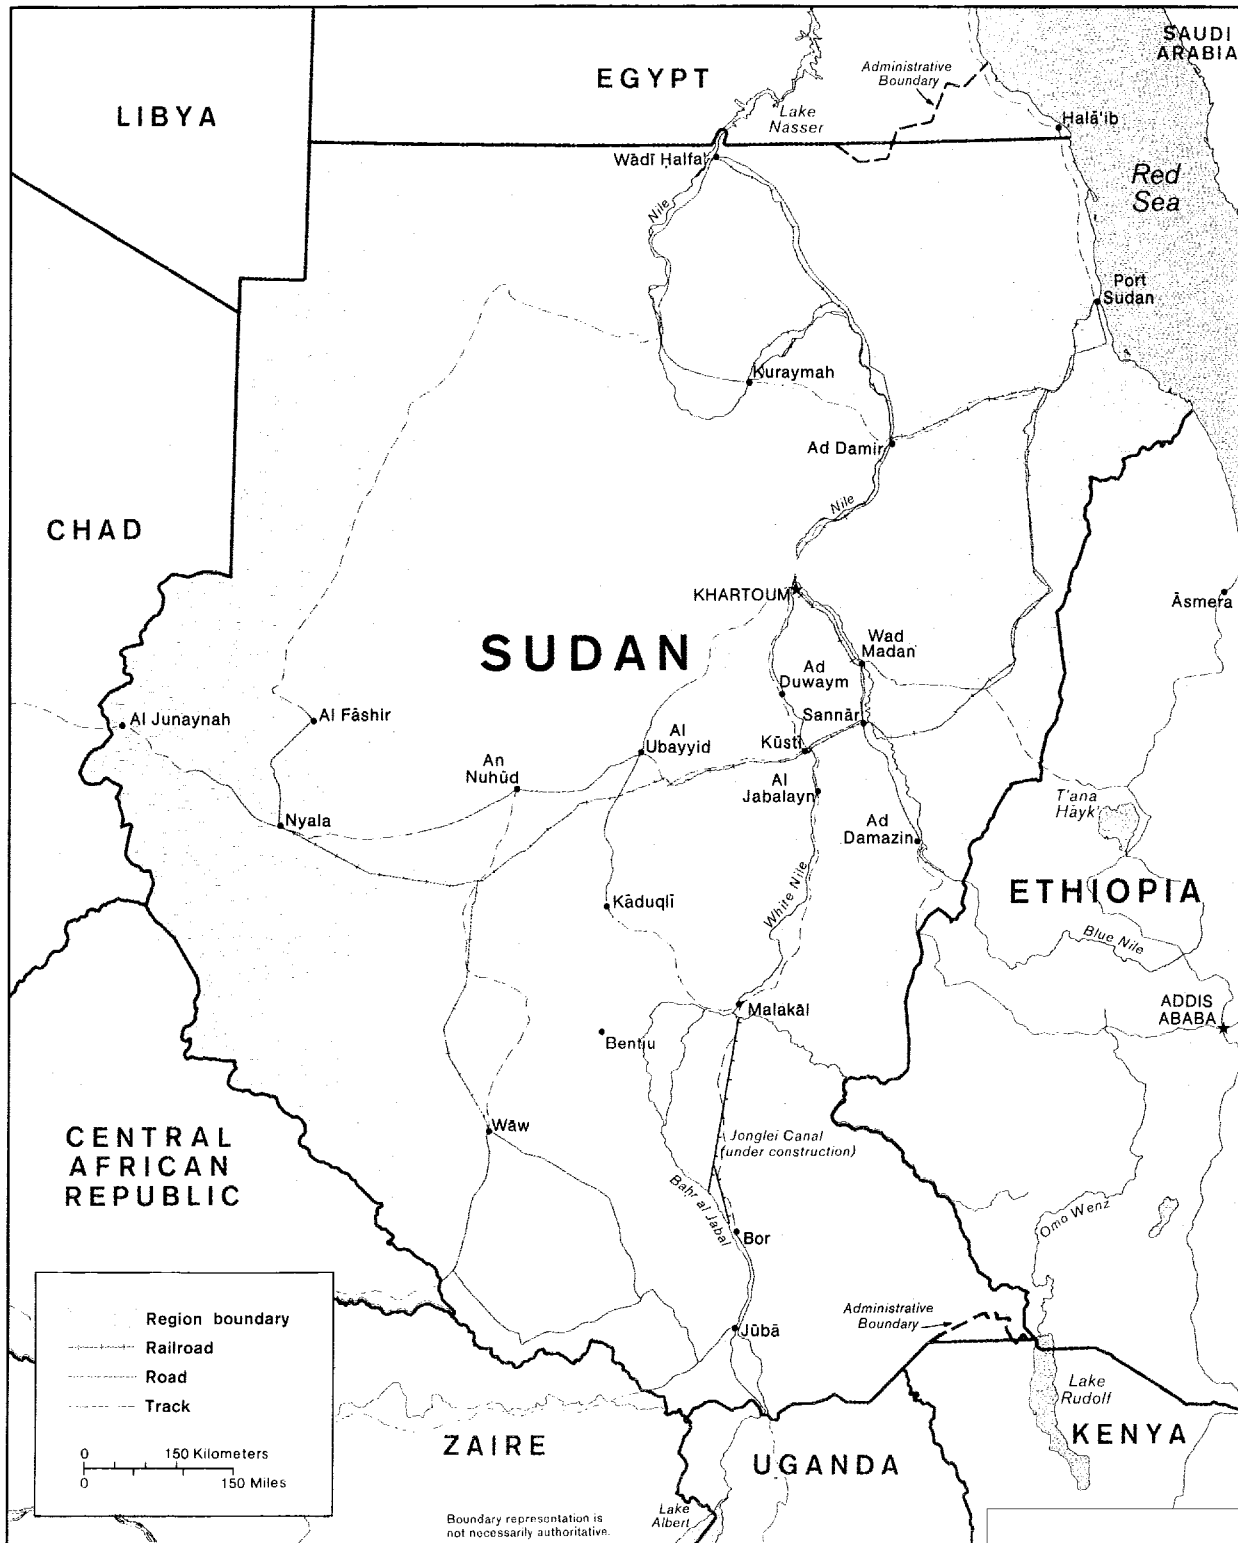 SAUDI
ARABIA
EGYPT
Administrative
Boundary
LIBYA
Lake
Nasser
Halā'ib
Wādī Ḥalfa
Red
Sea
Nile
Port
Sudan
Kuraymah
Ad Damir
Nile
CHAD
KHARTOUM
Āsmera
SUDAN
Wad
Madan
Ad
Duwaym
Al Junaynah
Al Fāshir
Sannār
Al
Ubayyid
Kūstī
An
Nuhūd
Al
Jabalayn
T'ana
Hāyk'
Nyala
Ad
Damazin
White Nile
ETHIOPIA
Kāduqlī
Blue Nile
Malakāl
ADDIS
ABABA
Bentiu
Wāw
CENTRAL
AFRICAN
REPUBLIC
Jonglei Canal
(under construction)
Bahr al Jabal
Omo Wenz
Bor
Administrative
Boundary
Jūbā
Region boundary
Railroad
Road
Track
0 150 Kilometers
0 150 Miles
Lake
Rudolf
ZAIRE
UGANDA
KENYA
Lake
Albert
Boundary representation is
not necessarily authoritative.